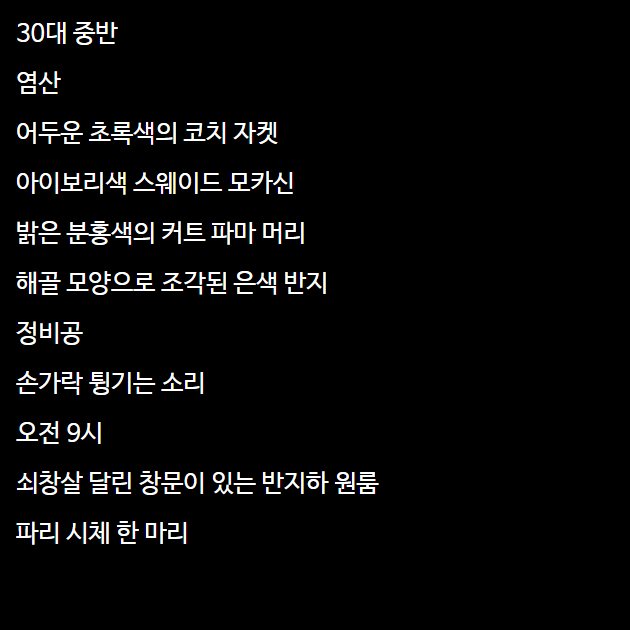 30대 중반
염산
어두운 초록색의 코치 자켓
아이보리색 스웨이드 모카신
밝은 분홍색의 커트 파마 머리
해골 모양으로 조각된 은색 반지
정비공
손가락 튕기는 소리
오전 9시
쇠창살 달린 창문이 있는 반지하 원룸
파리 시체 한 마리